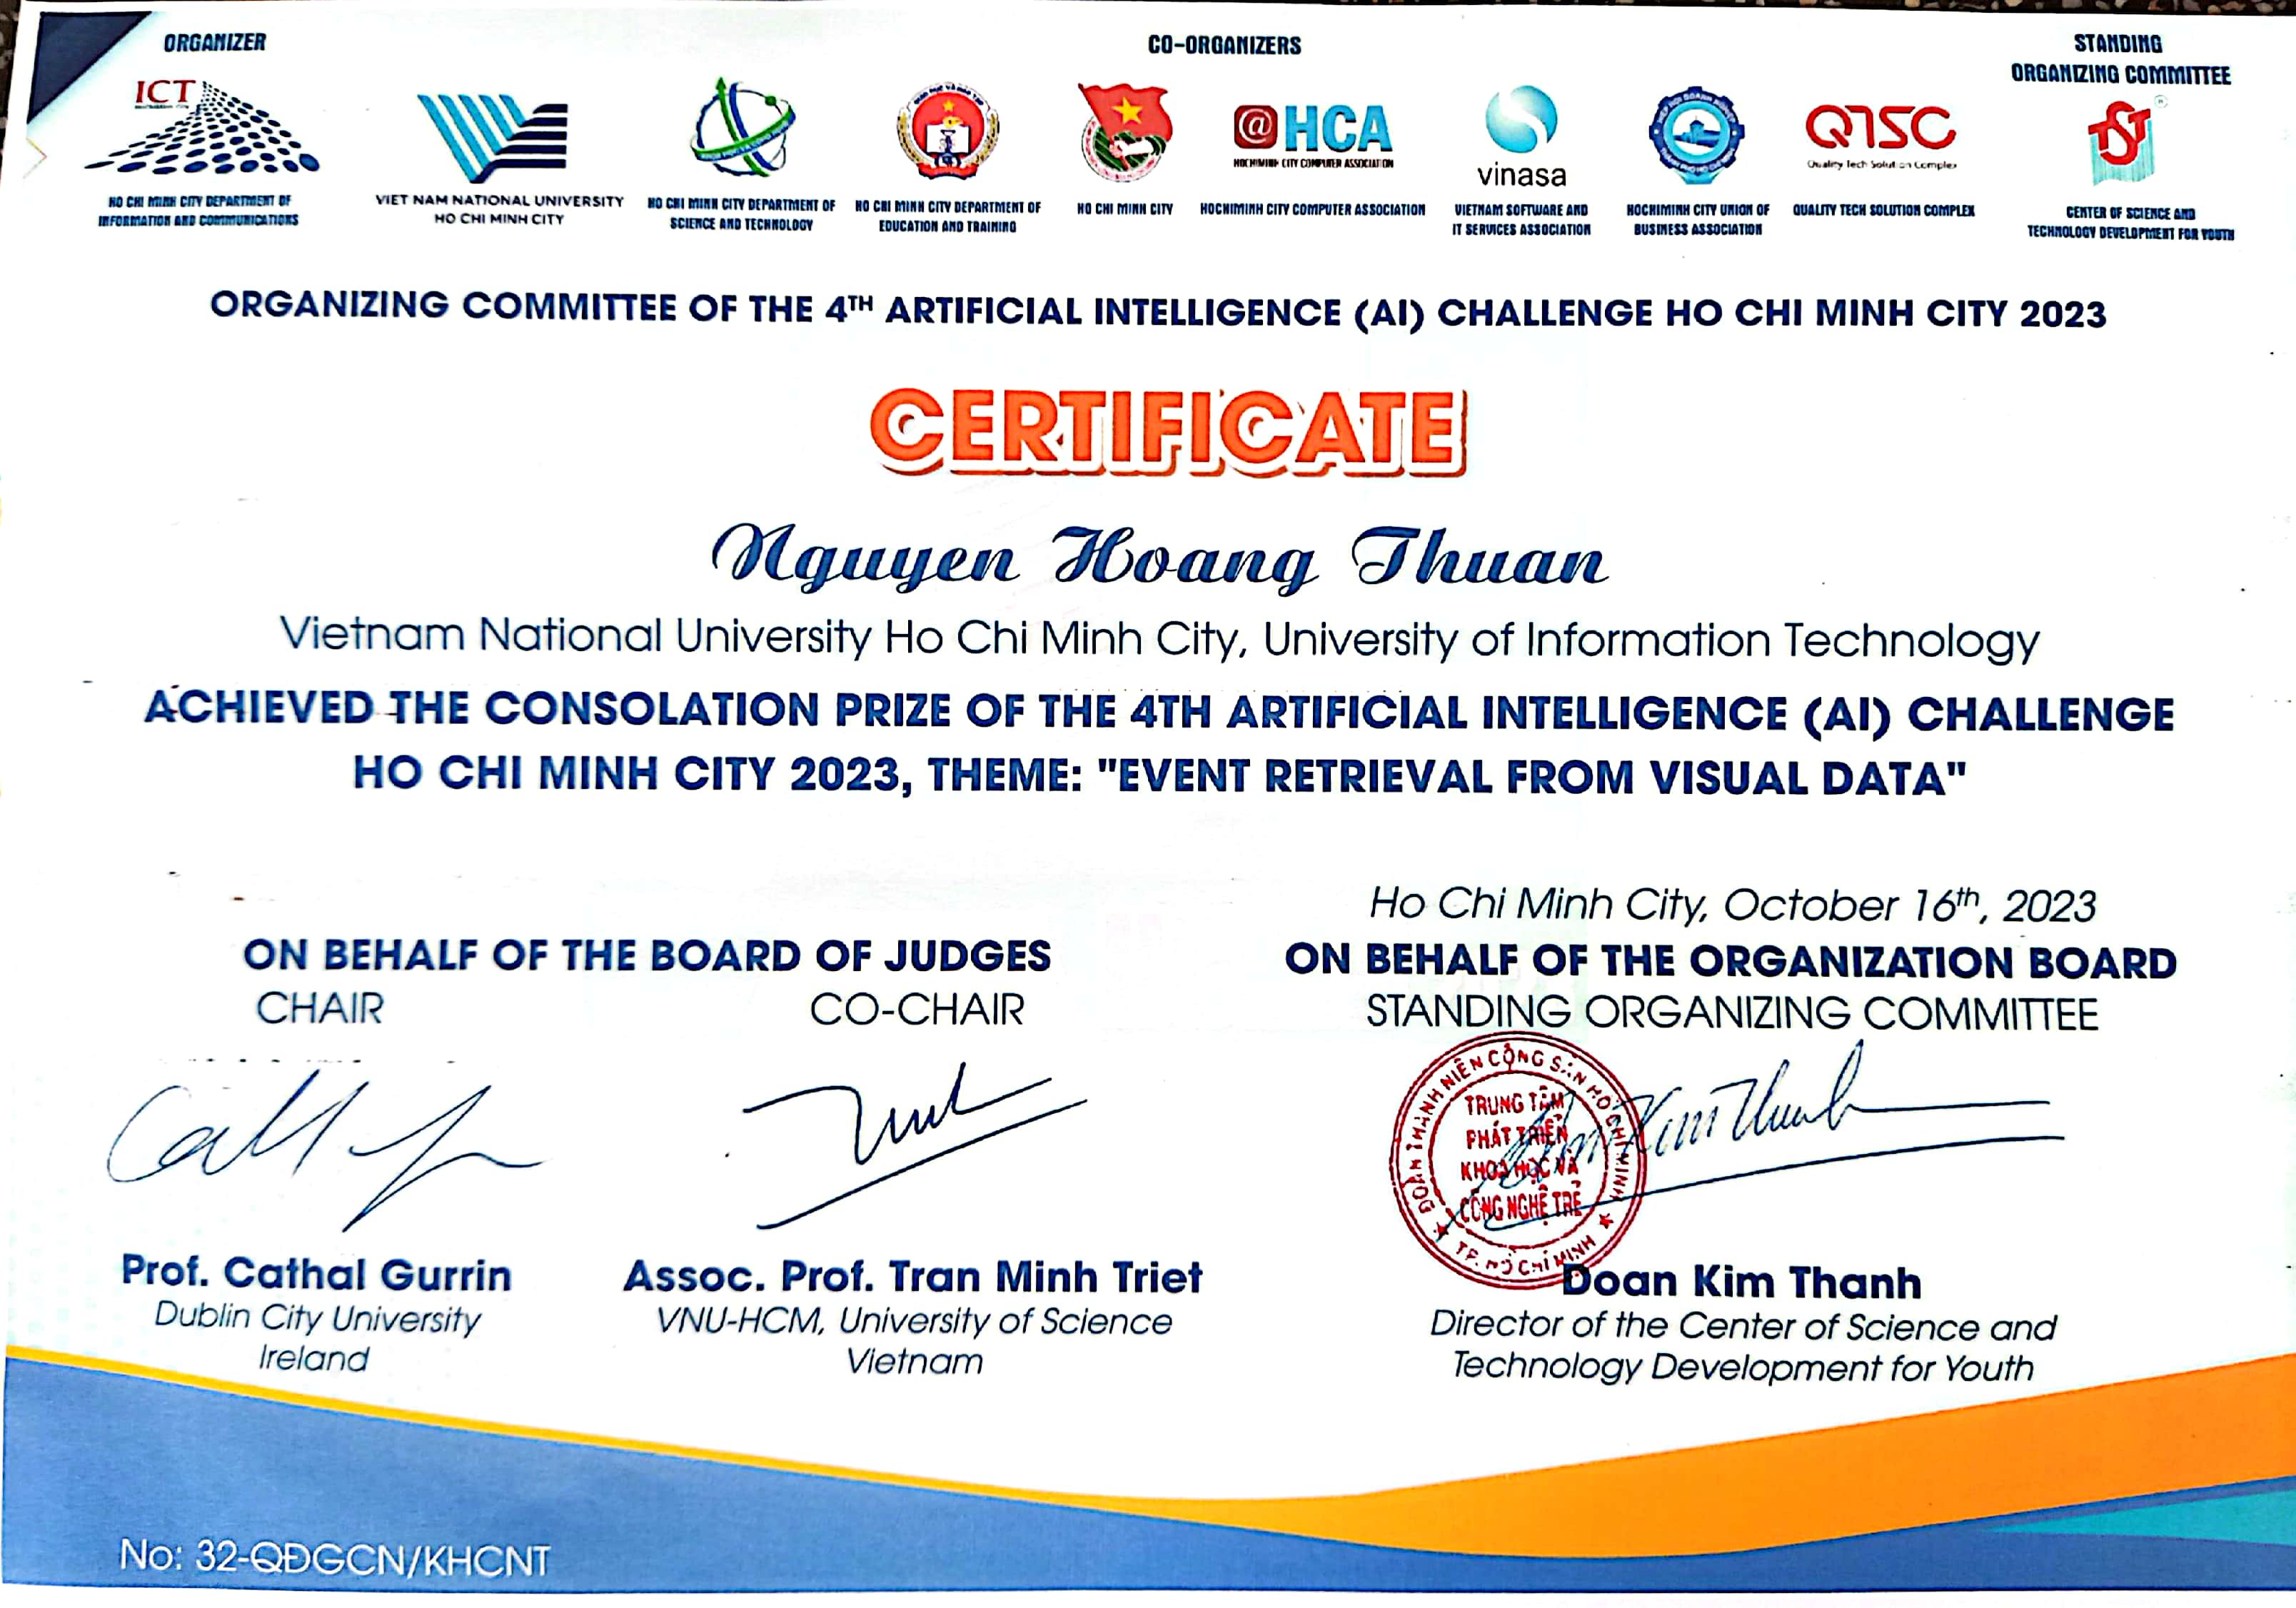 ORGANIZER
CO-ORGANIZERS
STANDING
ORGANIZING COMMITTEE
ICT
HO CHI MINH CITY DEPARTMENT OF
INFORMATION AND COMMUNICATIONS
VIET NAM NATIONAL UNIVERSITY
HO CHI MINH CITY
HO CHI MINH CITY DEPARTMENT OF
SCIENCE AND TECHNOLOGY
HO CHI MINH CITY DEPARTMENT OF
EDUCATION AND TRAINING
HO CHI MINH CITY
@HCA
HOCHIMINH CITY COMPUTER ASSOCIATION
HOCHIMINH CITY COMPUTER ASSOCIATION
vinasa
VIETNAM SOFTWARE AND
IT SERVICES ASSOCIATION
HOCHIMINH CITY UNION OF
BUSINESS ASSOCIATION
QTSC
Quality Tech Solution Complex
QUALITY TECH SOLUTION COMPLEX
TST
CENTER OF SCIENCE AND
TECHNOLOGY DEVELOPMENT FOR YOUTH
ORGANIZING COMMITTEE OF THE 4TH ARTIFICIAL INTELLIGENCE (AI) CHALLENGE HO CHI MINH CITY 2023
CERTIFICATE
Nguyen Hoang Thuan
Vietnam National University Ho Chi Minh City, University of Information Technology
ACHIEVED THE CONSOLATION PRIZE OF THE 4TH ARTIFICIAL INTELLIGENCE (AI) CHALLENGE
HO CHI MINH CITY 2023, THEME: "EVENT RETRIEVAL FROM VISUAL DATA"
Ho Chi Minh City, October 16th, 2023
ON BEHALF OF THE BOARD OF JUDGES
ON BEHALF OF THE ORGANIZATION BOARD
CHAIR
CO-CHAIR
STANDING ORGANIZING COMMITTEE
ĐOÀN THANH NIÊN CỘNG SẢN HỒ CHÍ MINH
TRUNG TÂM
PHÁT TRIỂN
KHOA HỌC VÀ
CÔNG NGHỆ TRẺ
TP. HỒ CHÍ MINH
Kim Thanh
Prof. Cathal Gurrin
Dublin City University
Ireland
Assoc. Prof. Tran Minh Triet
VNU-HCM, University of Science
Vietnam
Doan Kim Thanh
Director of the Center of Science and
Technology Development for Youth
No: 32-QĐGCN/KHCNT